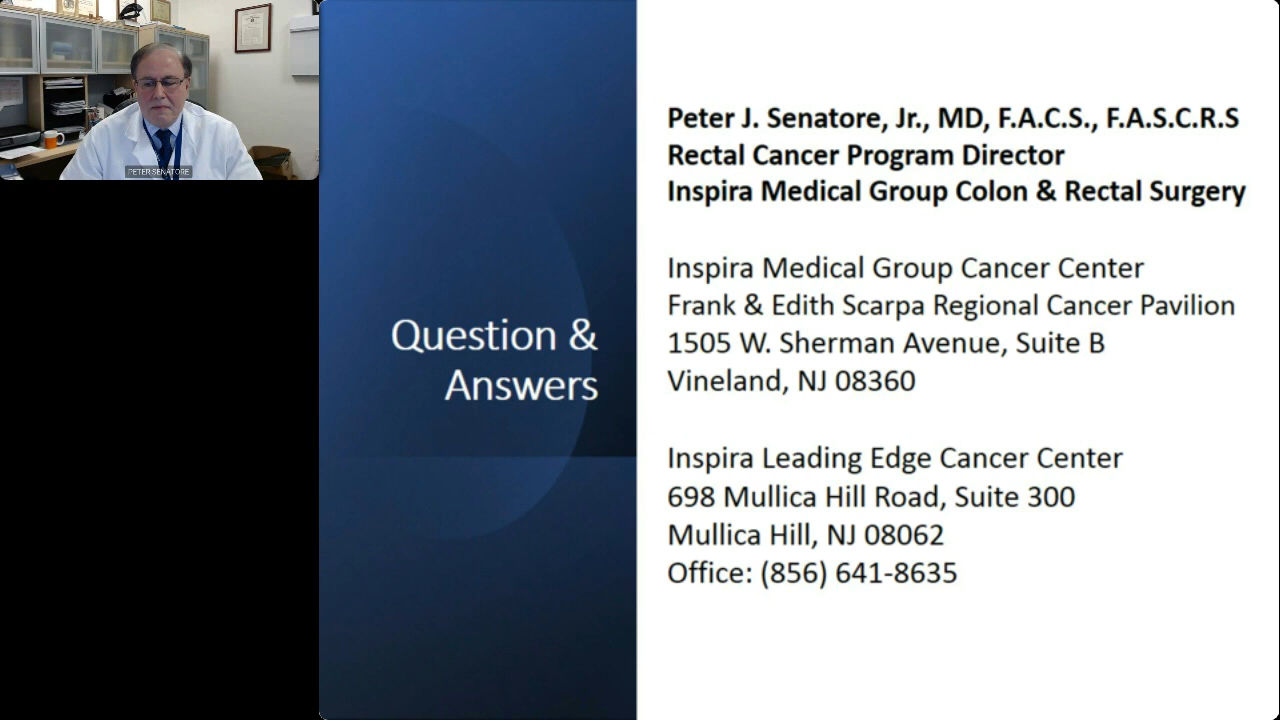 PETER SENATORE
Question &
Answers
Peter J. Senatore, Jr., MD, F.A.C.S., F.A.S.C.R.S
Rectal Cancer Program Director
Inspira Medical Group Colon & Rectal Surgery
Inspira Medical Group Cancer Center
Frank & Edith Scarpa Regional Cancer Pavilion
1505 W. Sherman Avenue, Suite B
Vineland, NJ 08360
Inspira Leading Edge Cancer Center
698 Mullica Hill Road, Suite 300
Mullica Hill, NJ 08062
Office: (856) 641-8635